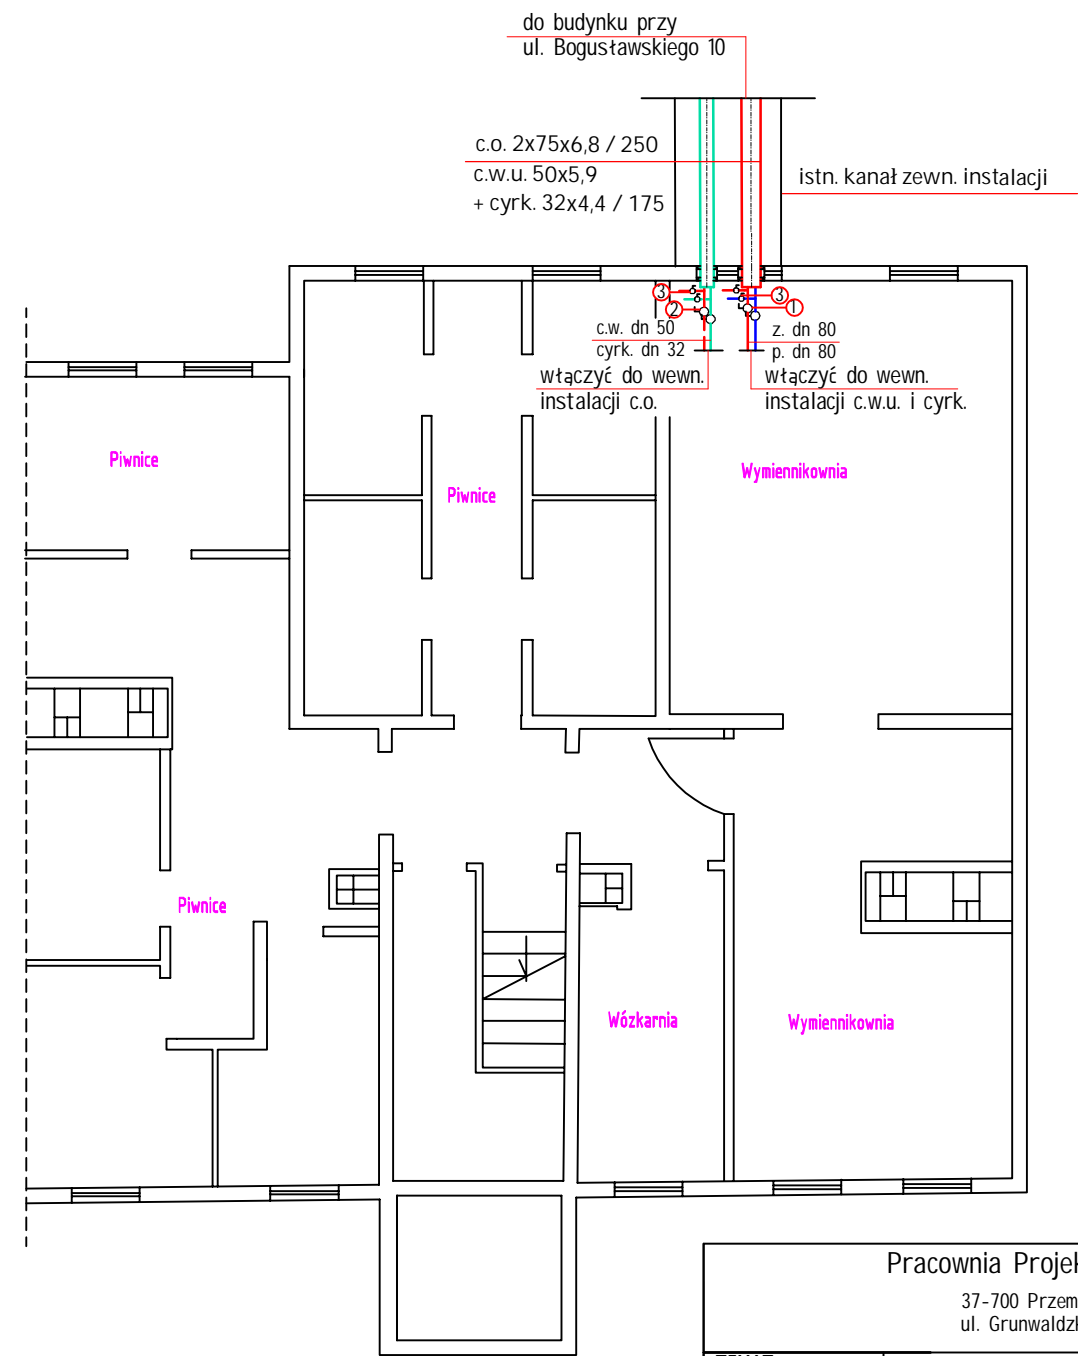 do budynku przy
ul. Bogusławskiego 10
c.o. 2x75x6,8 / 250
c.w.u. 50x5,9
+ cyrk. 32x4,4 / 175
istn. kanał zewn. instalacji
3
2
3
1
c.w. dn 50
cyrk. dn 32
z. dn 80
p. dn 80
włączyć do wewn.
instalacji c.o.
włączyć do wewn.
instalacji c.w.u. i cyrk.
Piwnice
Piwnice
Wymiennikownia
Piwnice
Wózkarnia
Wymiennikownia
Pracownia Projek
37-700 Przem
ul. Grunwaldzk